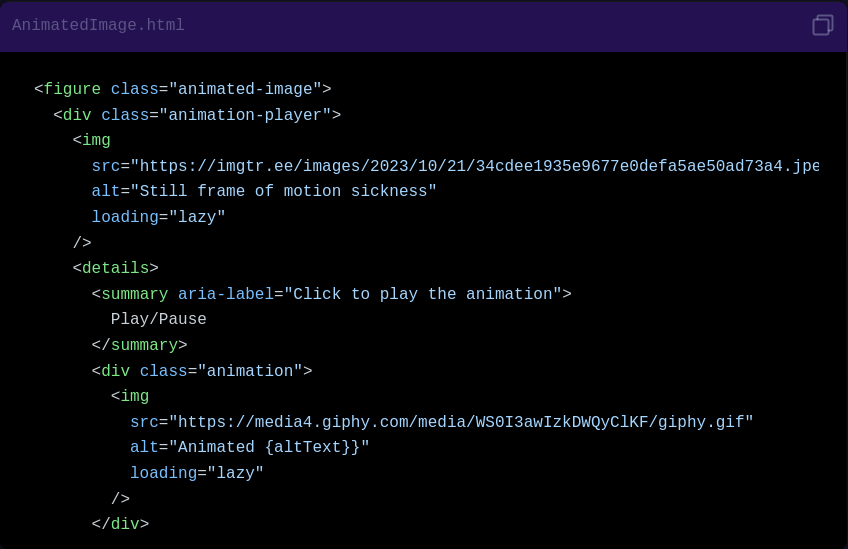 AnimatedImage.html
<figure class="animated-image">
<div class="animation-player">
<img
src="https://imgtr.ee/images/2023/10/21/34cdee1935e9677e0defa5ae50ad73a4.jpe
alt="Still frame of motion sickness"
loading="lazy"
/>
<details>
<summary aria-label="Click to play the animation">
Play/Pause
</summary>
<div class="animation">
<img
src="https://media4.giphy.com/media/WS0I3awIzkDWQyClKF/giphy.gif"
alt="Animated {altText}}"
loading="lazy"
/>
</div>